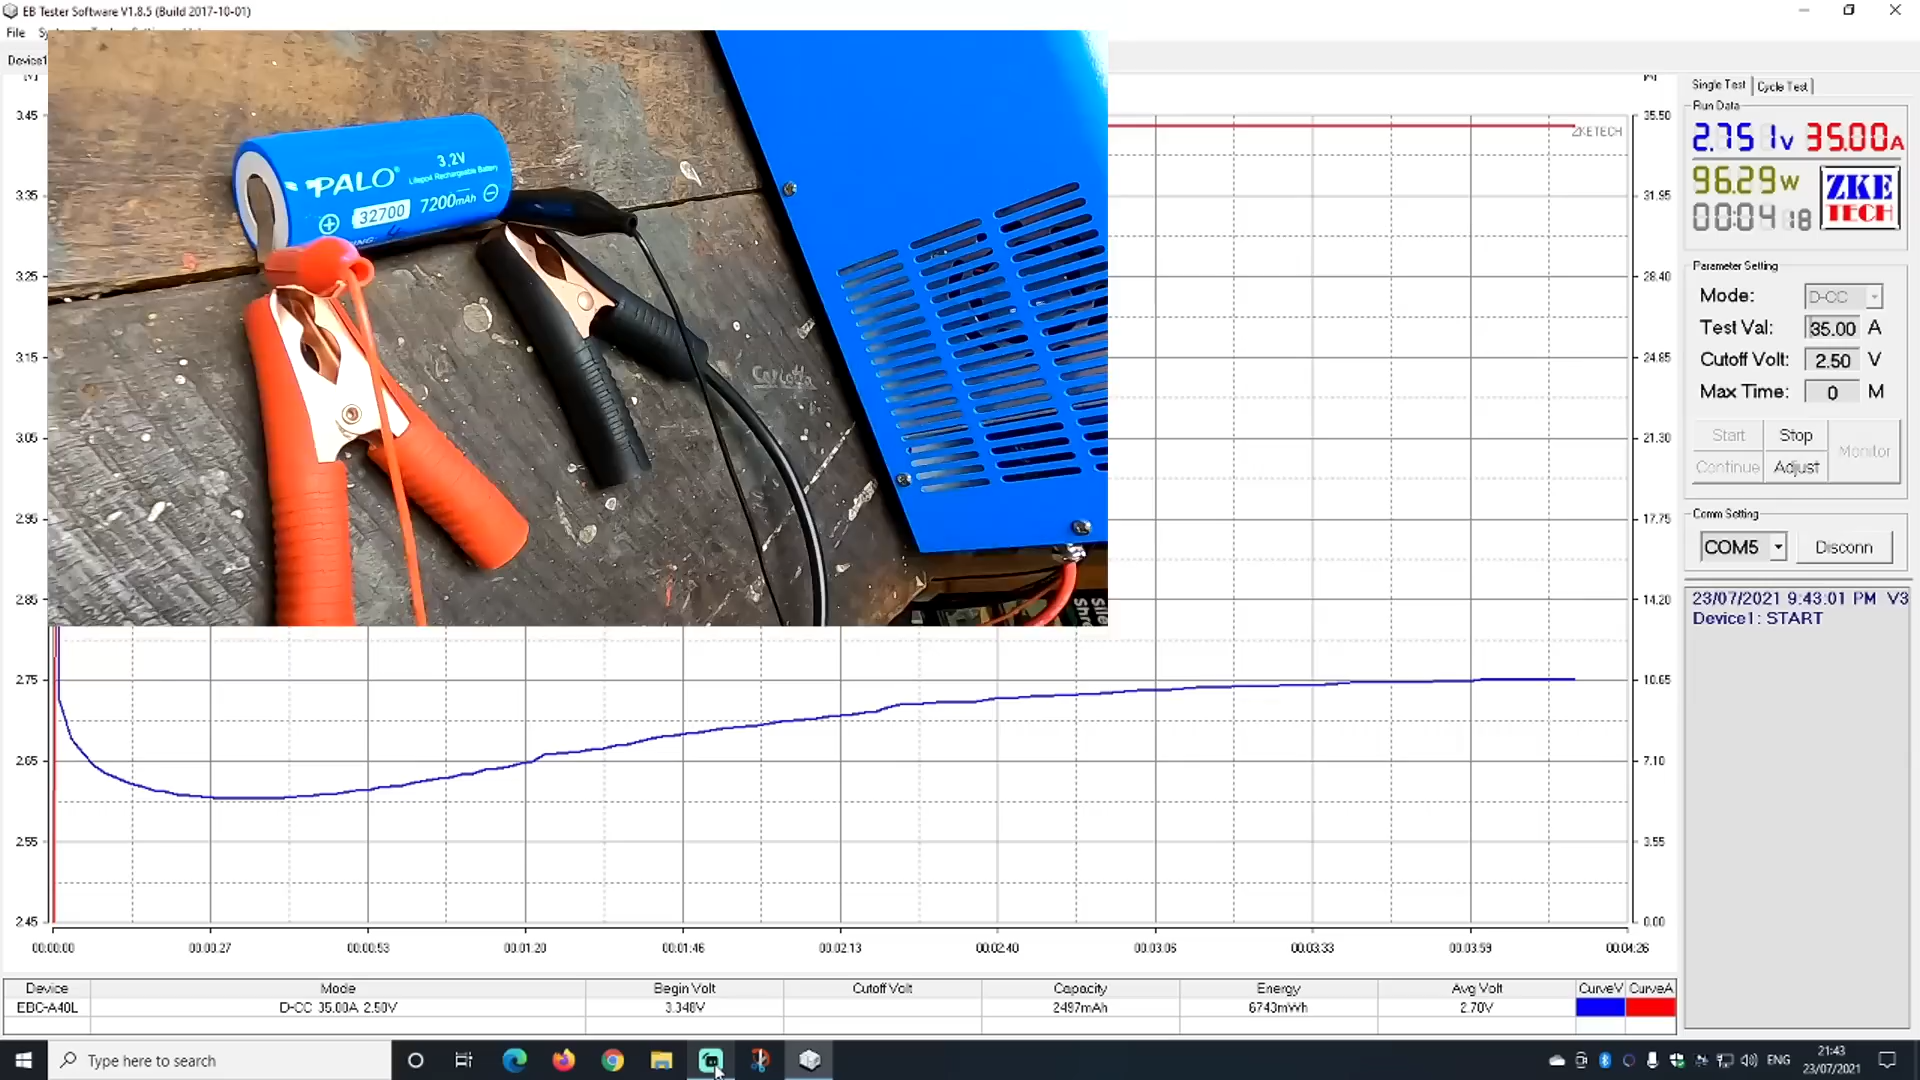 EB Tester Software V1.8.5 (Build 2017-10-01)
File
Device1
3.45
3.35
3.25
3.15
3.05
2.95
2.85
2.75
2.65
2.55
2.45
PALO
3.2V
Lifepo4 Rechargeable Battery
32700
7200mAh
Carlotta
ZKETECH
35.50
31.95
28.40
24.85
21.30
17.75
14.20
10.65
7.10
3.55
0.00
00:00:00
00:00:27
00:00:53
00:01:20
00:01:46
00:02:13
00:02:40
00:03:06
00:03:33
00:03:59
00:04:26
Single Test
Cycle Test
Run Data
2.751V 35.00A
96.29W
00:04 18
ZKE
TECH
Parameter Setting
Mode: D-CC
Test Val: 35.00 A
Cutoff Volt: 2.50 V
Max Time: 0 M
Start Stop Monitor
Continue Adjust
Comm Setting
COM5 Disconn
23/07/2021 9:43:01 PM V3
Device1: START
Device Mode Begin Volt Cutoff Volt Capacity Energy Avg Volt CurveV CurveA
EBC-A40L D-CC 35.00A 2.50V 3.348V 2497mAh 6743mWh 2.70V
Type here to search
ENG
21:43
23/07/2021